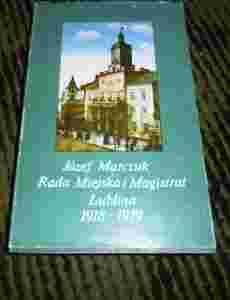 Józef Marczuk
Rada Miejska i Magistrat
Lublina
1918-1939